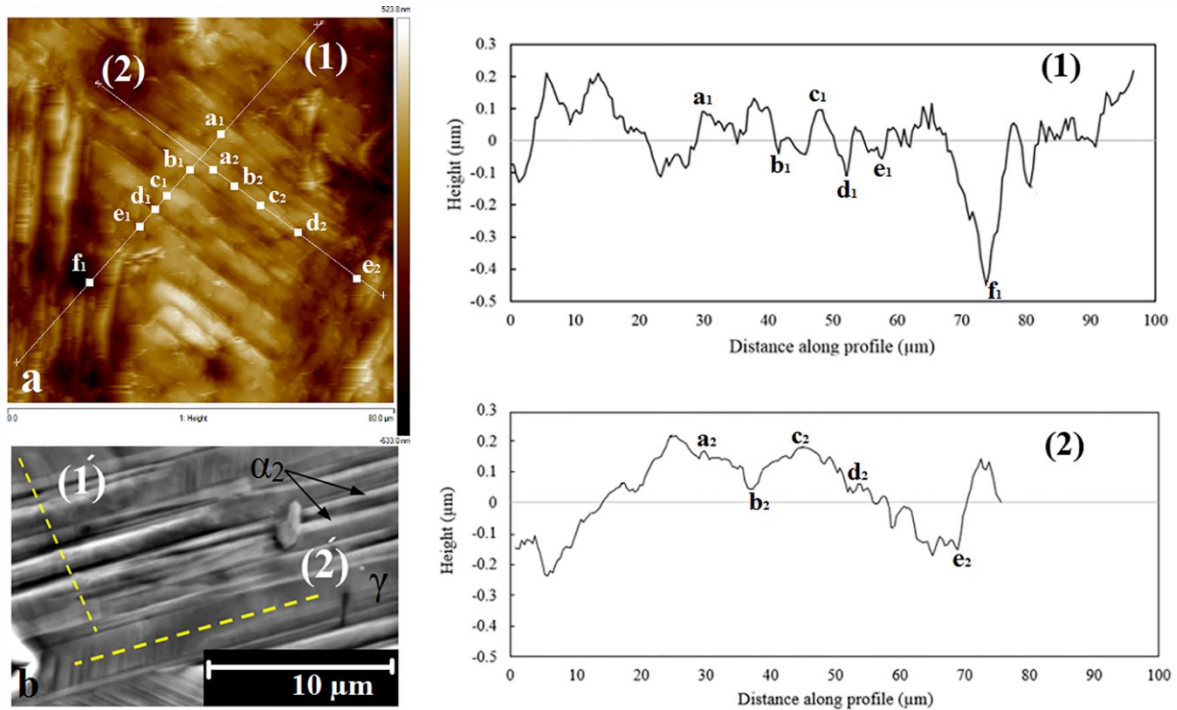 523.8 nm
(1)
(2)
a₁
b₁
a₂
b₂
c₁
c₂
d₁
e₁
d₂
f₁
e₂
a
0.0
1: Height
80.0 µm
-633.0 nm
(1́)
α₂
(2́)
γ
b
10 µm
(1)
Height (µm)
0.3
0.2
0.1
0
-0.1
-0.2
-0.3
-0.4
-0.5
a₁
b₁
c₁
d₁
e₁
f₁
0 10 20 30 40 50 60 70 80 90 100
Distance along profile (µm)
(2)
Height (µm)
0.3
0.2
0.1
0
-0.1
-0.2
-0.3
-0.4
-0.5
a₂
b₂
c₂
d₂
e₂
0 10 20 30 40 50 60 70 80 90 100
Distance along profile (µm)